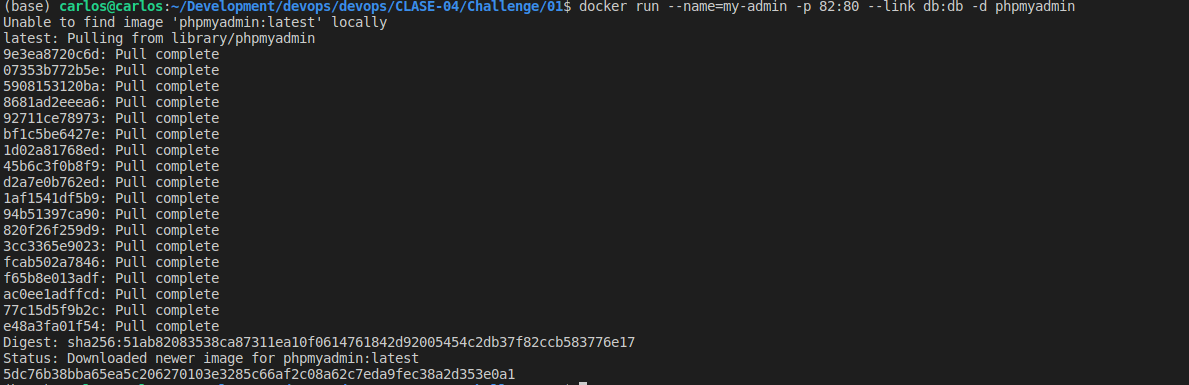 (base) carlos@carlos:~/Development/devops/devops/CLASE-04/Challenge/01$ docker run --name=my-admin -p 82:80 --link db:db -d phpmyadmin
Unable to find image 'phpmyadmin:latest' locally
latest: Pulling from library/phpmyadmin
9e3ea8720c6d: Pull complete
07353b772b5e: Pull complete
5908153120ba: Pull complete
8681ad2eeea6: Pull complete
92711ce78973: Pull complete
bf1c5be6427e: Pull complete
1d02a81768ed: Pull complete
45b6c3f0b8f9: Pull complete
d2a7e0b762ed: Pull complete
1af1541df5b9: Pull complete
94b51397ca90: Pull complete
820f26f259d9: Pull complete
3cc3365e9023: Pull complete
fcab502a7846: Pull complete
f65b8e013adf: Pull complete
ac0ee1adffcd: Pull complete
77c15d5f9b2c: Pull complete
e48a3fa01f54: Pull complete
Digest: sha256:51ab82083538ca87311ea10f0614761842d92005454c2db37f82ccb583776e17
Status: Downloaded newer image for phpmyadmin:latest
5dc76b38bba65ea5c206270103e3285c66af2c08a62c7eda9fec38a2d353e0a1